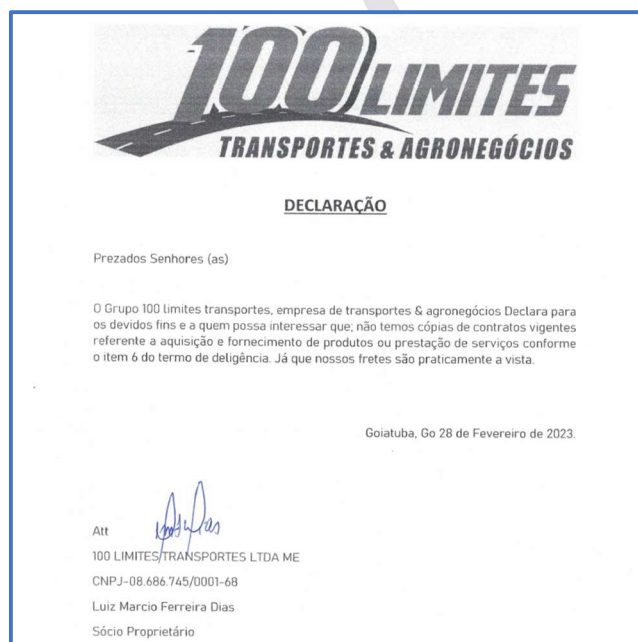 100 LIMITES
TRANSPORTES & AGRONEGÓCIOS
DECLARAÇÃO
Prezados Senhores (as)
O Grupo 100 limites transportes, empresa de transportes & agronegócios Declara para
os devidos fins e a quem possa interessar que; não temos cópias de contratos vigentes
referente a aquisição e fornecimento de produtos ou prestação de serviços conforme
o item 6 do termo de deligência. Já que nossos fretes são praticamente a vista.
Goiatuba, Go 28 de Fevereiro de 2023.
Att
100 LIMITES TRANSPORTES LTDA ME
CNPJ-08.686.745/0001-68
Luiz Marcio Ferreira Dias
Sócio Proprietário